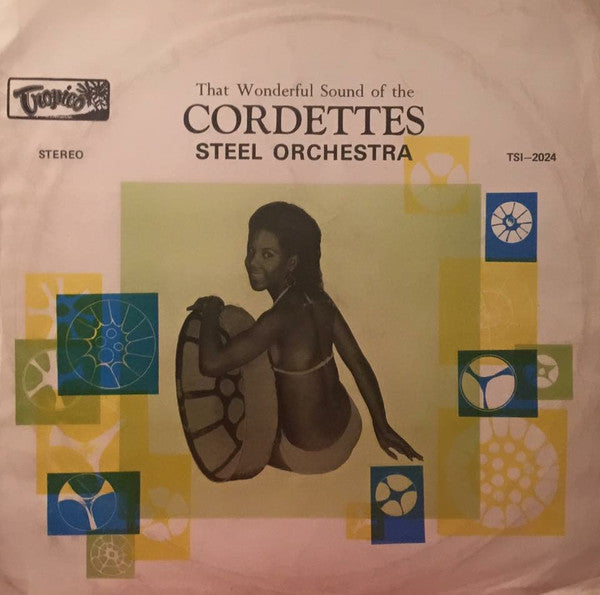 Tropico
That Wonderful Sound of the
CORDETTES
STEEL ORCHESTRA
STEREO
TSI-2024